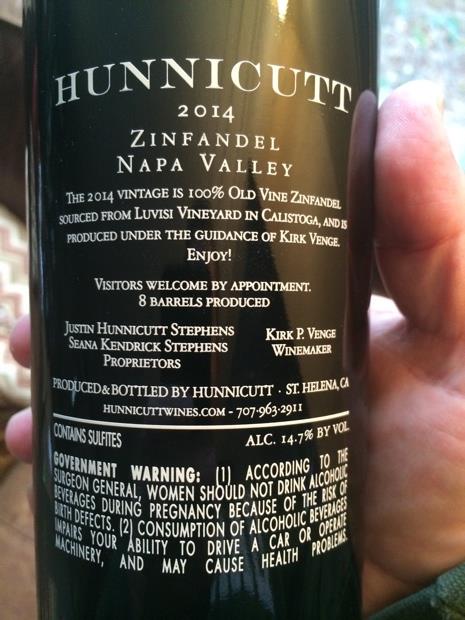 HUNNICUTT
2014
ZINFANDEL
NAPA VALLEY
THE 2014 VINTAGE IS 100% OLD VINE ZINFANDEL
SOURCED FROM LUVISI VINEYARD IN CALISTOGA, AND IS
PRODUCED UNDER THE GUIDANCE OF KIRK VENGE.
ENJOY!
VISITORS WELCOME BY APPOINTMENT.
8 BARRELS PRODUCED
JUSTIN HUNNICUTT STEPHENS KIRK P. VENGE
SEANA KENDRICK STEPHENS WINEMAKER
PROPRIETORS
PRODUCED & BOTTLED BY HUNNICUTT · ST. HELENA, CA
HUNNICUTTWINES.COM - 707-963-2911
CONTAINS SULFITES ALC. 14.7% BY VOL.
GOVERNMENT WARNING: (1) ACCORDING TO THE
SURGEON GENERAL, WOMEN SHOULD NOT DRINK ALCOHOLIC
BEVERAGES DURING PREGNANCY BECAUSE OF THE RISK OF
BIRTH DEFECTS. (2) CONSUMPTION OF ALCOHOLIC BEVERAGES
IMPAIRS YOUR ABILITY TO DRIVE A CAR OR OPERATE
MACHINERY, AND MAY CAUSE HEALTH PROBLEMS.